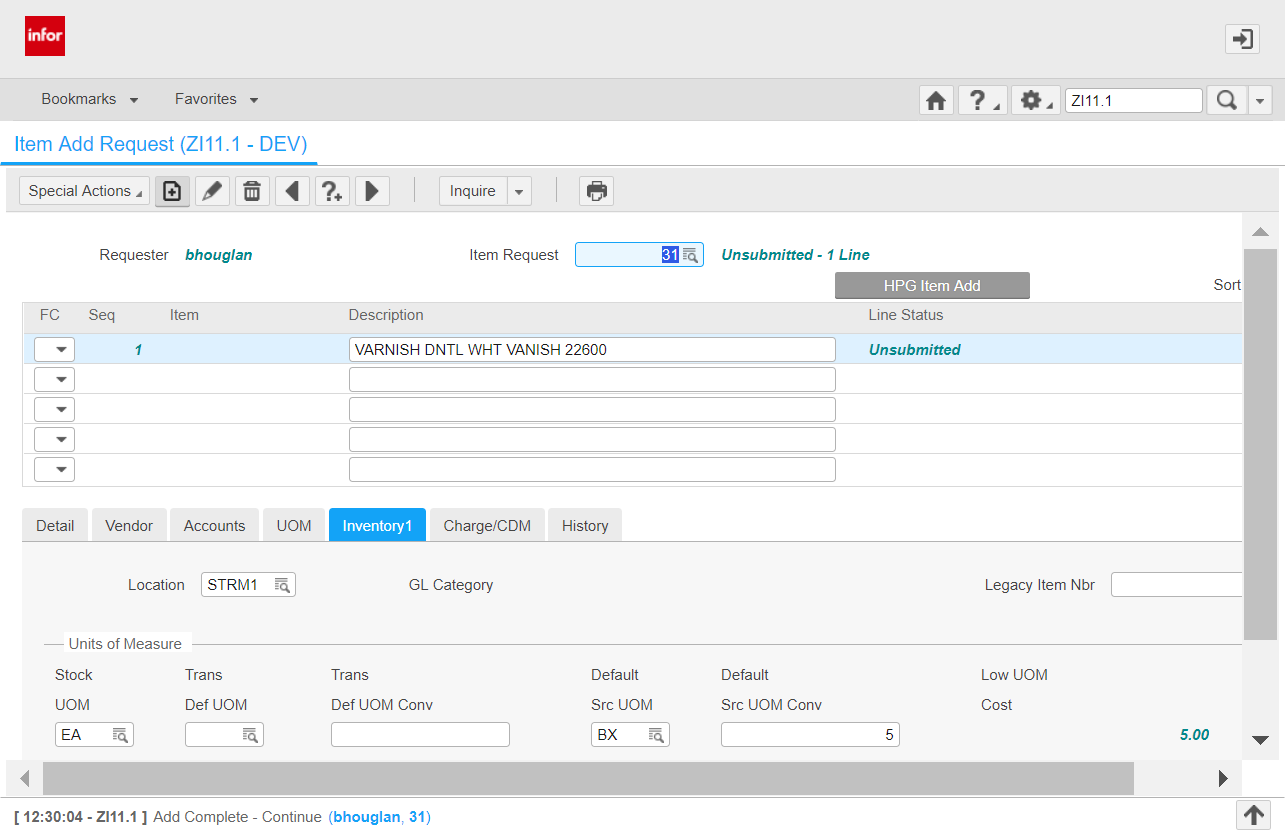 infor
Bookmarks Favorites ? ZI11.1
Item Add Request (ZI11.1 - DEV)
Special Actions ?+ Inquire
Requester bhouglan Item Request 31 Unsubmitted - 1 Line
HPG Item Add Sort
FC Seq Item Description Line Status
1 VARNISH DNTL WHT VANISH 22600 Unsubmitted
Detail Vendor Accounts UOM Inventory1 Charge/CDM History
Location STRM1 GL Category Legacy Item Nbr
Units of Measure
Stock Trans Trans Default Default Low UOM
UOM Def UOM Def UOM Conv Src UOM Src UOM Conv Cost
EA BX 5 5.00
[ 12:30:04 - ZI11.1 ] Add Complete - Continue (bhouglan, 31)